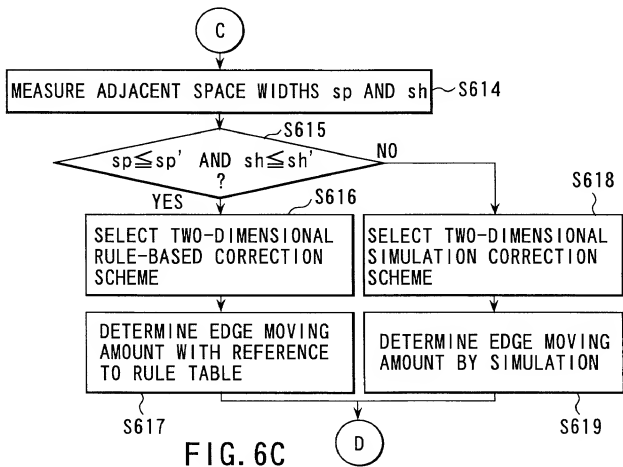 C
MEASURE ADJACENT SPACE WIDTHS sp AND sh
S614
S615
sp≦sp' AND sh≦sh'
?
NO
YES
S616
SELECT TWO-DIMENSIONAL
RULE-BASED CORRECTION
SCHEME
S618
SELECT TWO-DIMENSIONAL
SIMULATION CORRECTION
SCHEME
DETERMINE EDGE MOVING
AMOUNT WITH REFERENCE
TO RULE TABLE
S617
DETERMINE EDGE MOVING
AMOUNT BY SIMULATION
S619
D
FIG. 6C